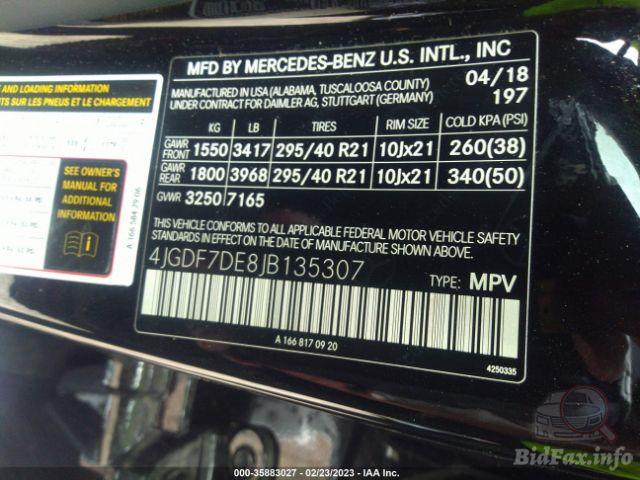 MFD BY MERCEDES-BENZ U.S. INTL., INC
MANUFACTURED IN USA (ALABAMA, TUSCALOOSA COUNTY) 04/18
UNDER CONTRACT FOR DAIMLER AG, STUTTGART (GERMANY) 197
KG LB TIRES RIM SIZE COLD KPA (PSI)
GAWR FRONT 1550 3417 295/40 R21 10Jx21 260(38)
GAWR REAR 1800 3968 295/40 R21 10Jx21 340(50)
GVWR 3250 7165
THIS VEHICLE CONFORMS TO ALL APPLICABLE FEDERAL MOTOR VEHICLE SAFETY
STANDARDS IN EFFECT ON THE DATE OF MANUFACTURE SHOWN ABOVE.
4JGDF7DE8JB135307 TYPE: MPV
A 166 817 09 20
4250335
AND LOADING INFORMATION
SUR LES PNEUS ET LE CHARGEMENT
SEE OWNER'S
MANUAL FOR
ADDITIONAL
INFORMATION
A 166 584 79 06
000-35883027 - 02/23/2023 - IAA Inc.
BidFax.info